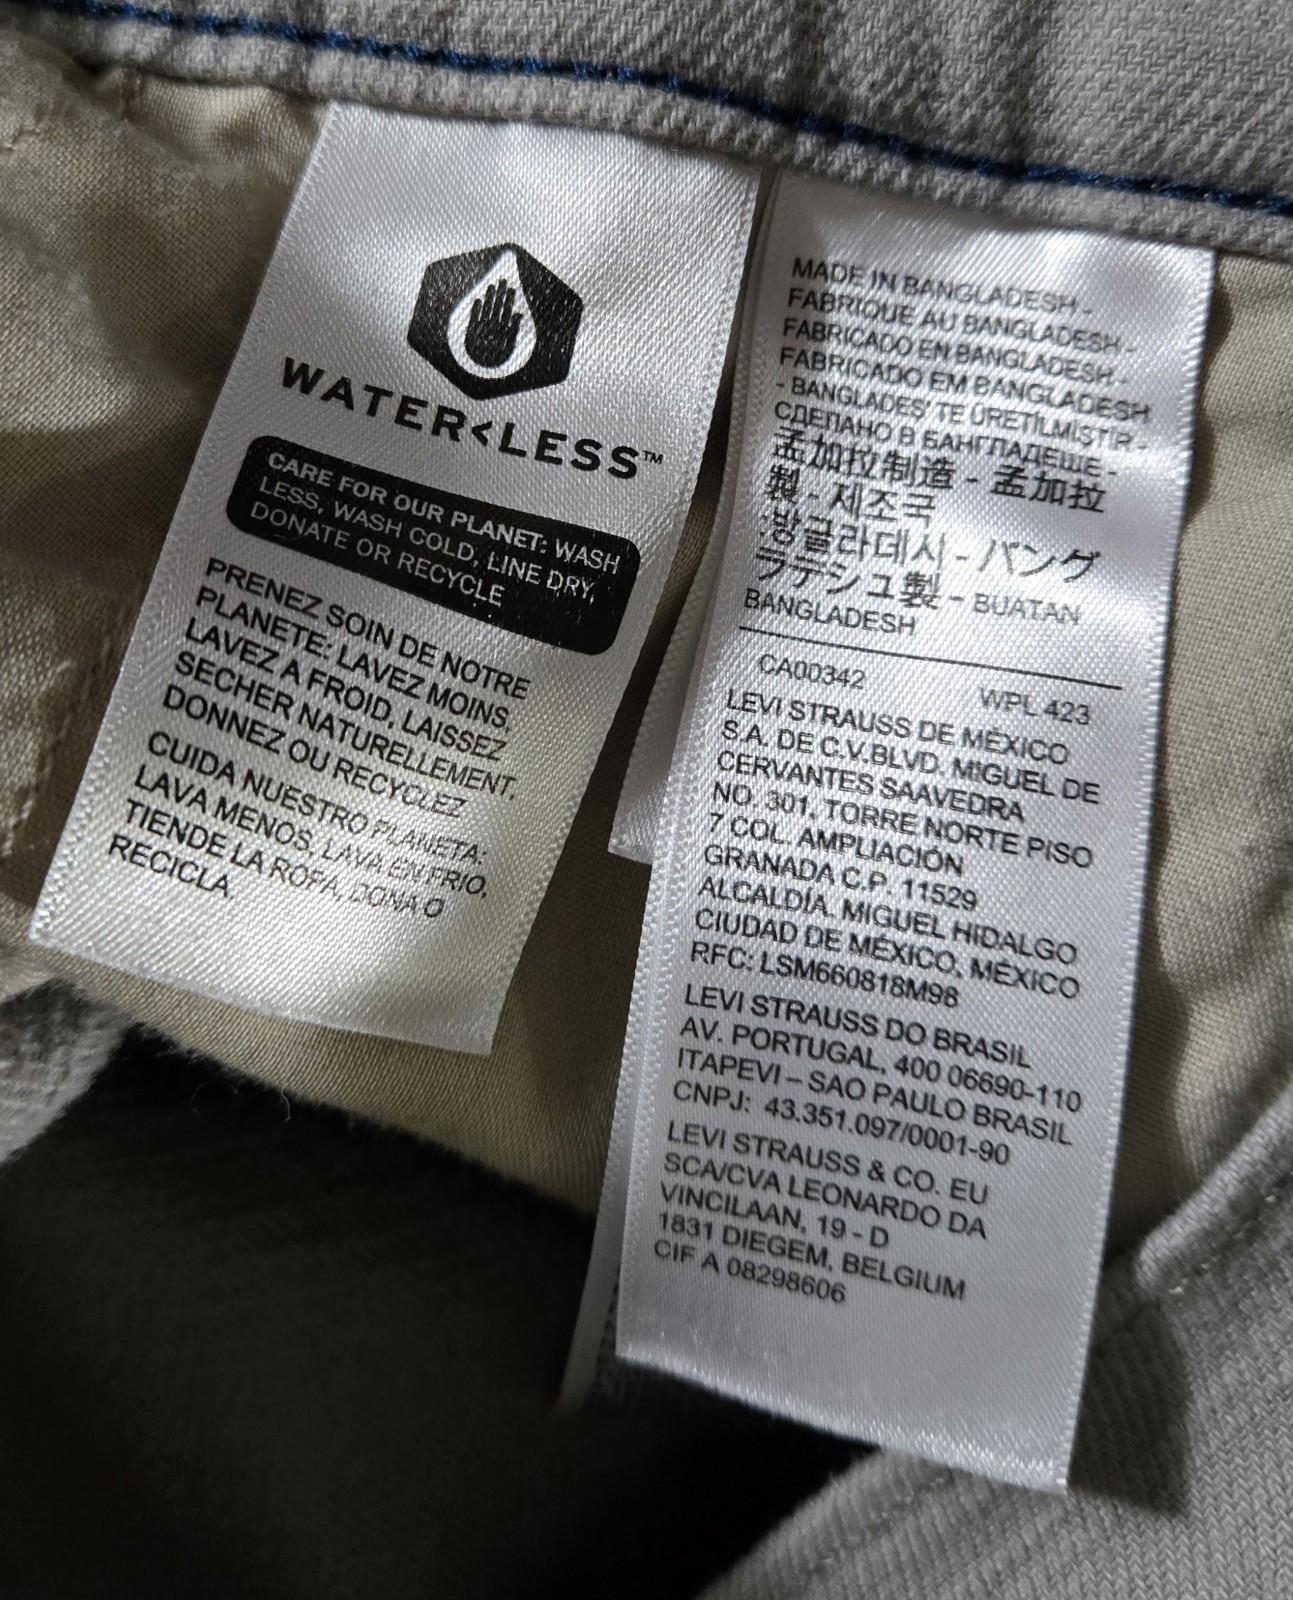 WATER<LESS™
CARE FOR OUR PLANET: WASH
LESS, WASH COLD, LINE DRY,
DONATE OR RECYCLE
PRENEZ SOIN DE NOTRE
PLANETE: LAVEZ MOINS,
LAVEZ À FROID, LAISSEZ
SECHER NATURELLEMENT,
DONNEZ OU RECYCLEZ
CUIDA NUESTRO PLANETA:
LAVA MENOS, LAVA EN FRIO,
TIENDE LA ROPA, DONA O
RECICLA.
MADE IN BANGLADESH -
FABRIQUE AU BANGLADESH -
FABRICADO EN BANGLADESH -
FABRICADO EM BANGLADESH
- BANGLADEŞ'TE ÜRETİLMİŞTİR -
СДЕЛАНО В БАНГЛАДЕШЕ -
孟加拉制造 - 孟加拉
製 - 제조국
:방글라데시 - バング
ラデシュ製 - BUATAN
BANGLADESH
CA00342 WPL 423
LEVI STRAUSS DE MÉXICO
S.A. DE C.V.BLVD. MIGUEL DE
CERVANTES SAAVEDRA
NO. 301, TORRE NORTE PISO
7 COL. AMPLIACIÓN
GRANADA C.P. 11529
ALCALDÍA. MIGUEL HIDALGO
CIUDAD DE MÉXICO, MÉXICO
RFC: LSM660818M98
LEVI STRAUSS DO BRASIL
AV. PORTUGAL, 400 06690-110
ITAPEVI – SAO PAULO BRASIL
CNPJ: 43.351.097/0001-90
LEVI STRAUSS & CO. EU
SCA/CVA LEONARDO DA
VINCILAAN, 19 - D
1831 DIEGEM, BELGIUM
CIF A 08298606